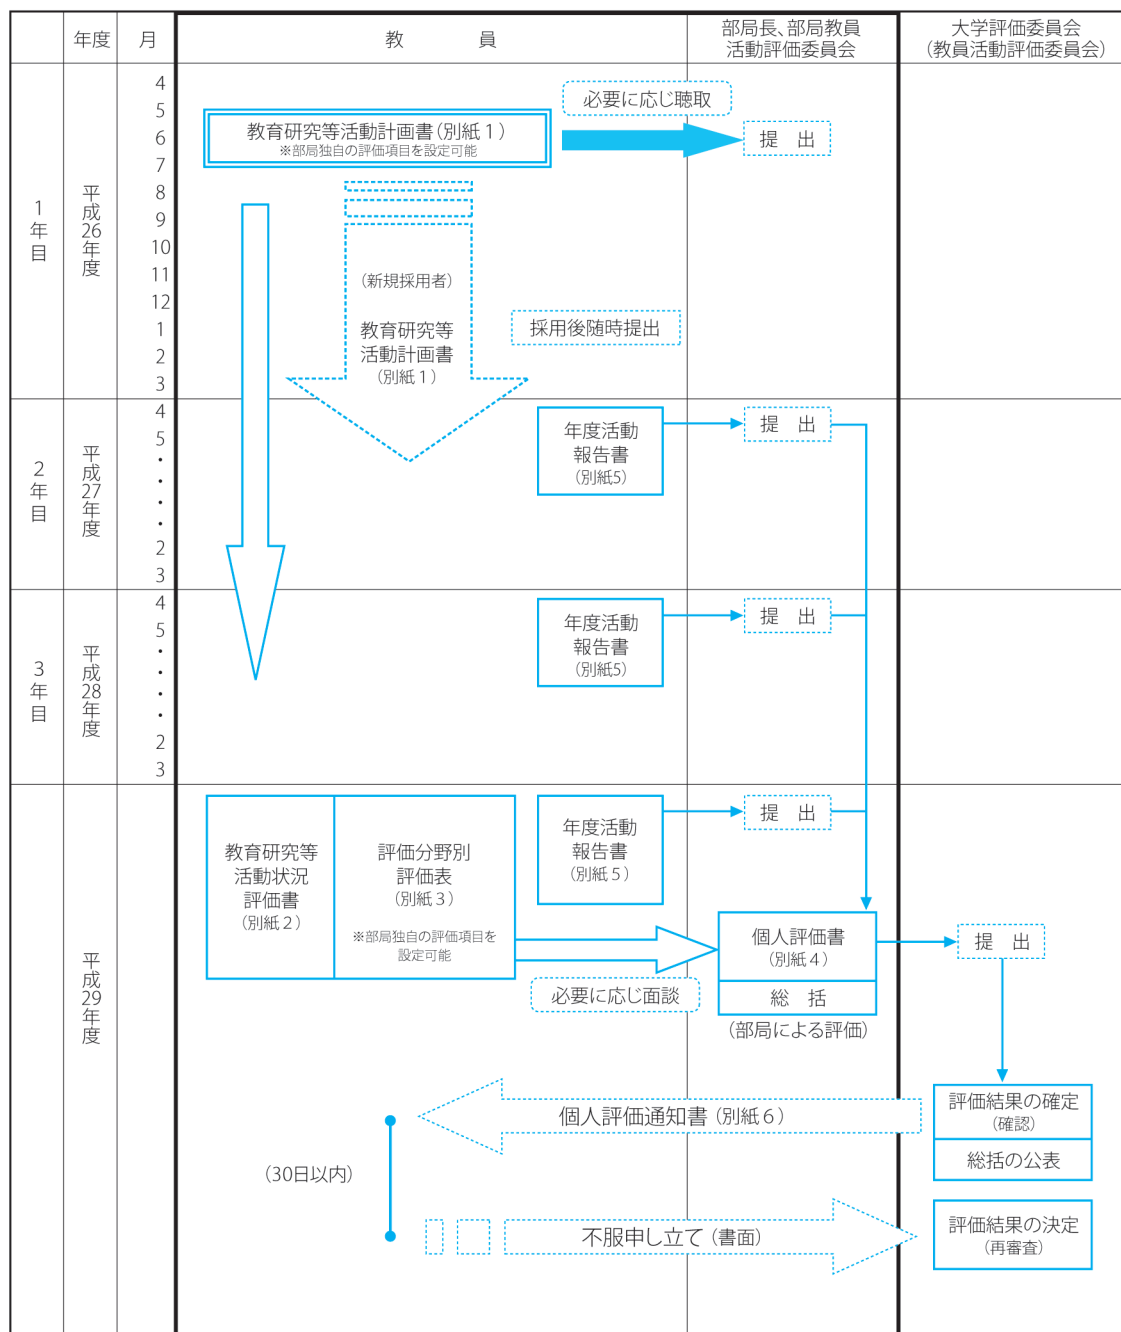 年度
月
教　員
部局長、部局教員
活動評価委員会
大学評価委員会
（教員活動評価委員会）
1年目
平成26年度
4
5
6
7
8
9
10
11
12
1
2
3
教育研究等活動計画書（別紙１）
※部局独自の評価項目を設定可能
必要に応じ聴取
提　出
（新規採用者）
教育研究等
活動計画書
（別紙１）
採用後随時提出
2年目
平成27年度
4
5
・
・
・
・
2
3
年度活動
報告書
（別紙5）
提　出
3年目
平成28年度
4
5
・
・
・
・
2
3
年度活動
報告書
（別紙5）
提　出
平成29年度
教育研究等
活動状況
評価書
（別紙２）
評価分野別
評価表
（別紙３）
※部局独自の評価項目を
設定可能
年度活動
報告書
（別紙５）
提　出
必要に応じ面談
個人評価書
（別紙４）
総　括
（部局による評価）
提　出
評価結果の確定
（確認）
総括の公表
個人評価通知書（別紙６）
（30日以内）
不服申し立て（書面）
評価結果の決定
（再審査）